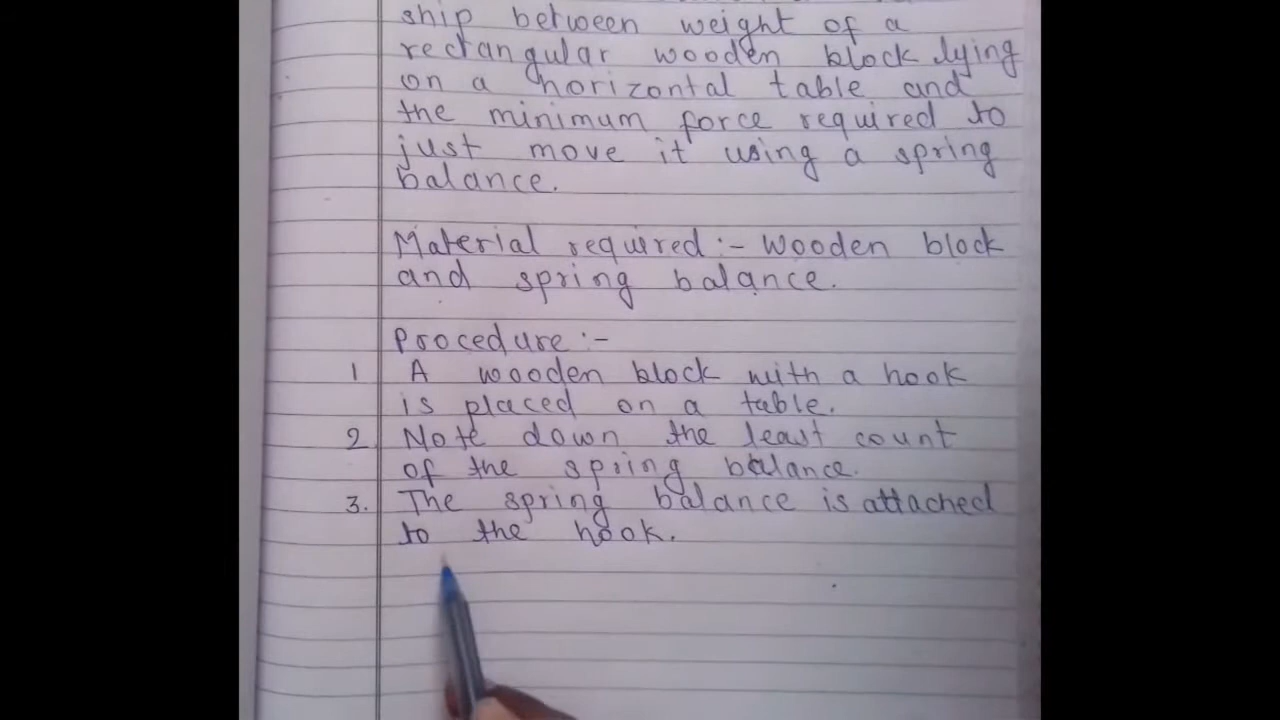 ship between weight of a
rectangular wooden block lying
on a horizontal table and
the minimum force required to
just move it using a spring
balance.
Material required :- wooden block
and spring balance.
Procedure :-
1 A wooden block with a hook
is placed on a table.
2. Note down the least count
of the spring balance.
3. The spring balance is attached
to the hook.